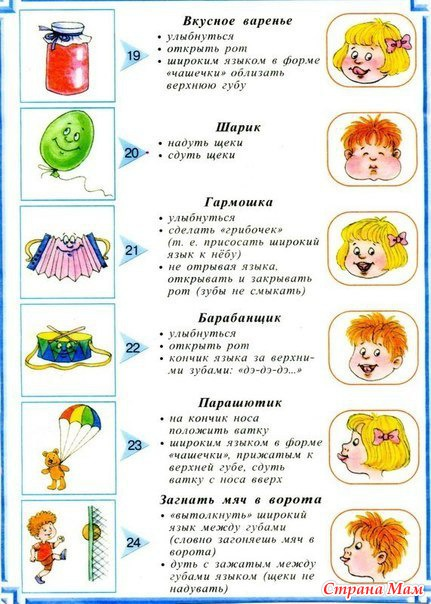 19
Вкусное варенье
• улыбнуться
• открыть рот
• широким языком в форме
«чашечки» облизать
верхнюю губу
20
Шарик
• надуть щеки
• сдуть щеки
21
Гармошка
• улыбнуться
• сделать «грибочек»
(т. е. присосать широкий
язык к нёбу)
• не отрывая языка,
открывать и закрывать
рот (зубы не смыкать)
22
Барабанщик
• улыбнуться
• открыть рот
• кончик языка за верхни-
ми зубами: «дэ-дэ-дэ...»
23
Парашютик
• на кончик носа
положить ватку
• широким языком в форме
«чашечки», прижатым к
верхней губе, сдуть
ватку с носа вверх
24
Загнать мяч в ворота
• «вытолкнуть» широкий
язык между губами
(словно загоняешь мяч в
ворота)
• дуть с зажатым между
губами языком (щеки не
надувать)
Страна Мам